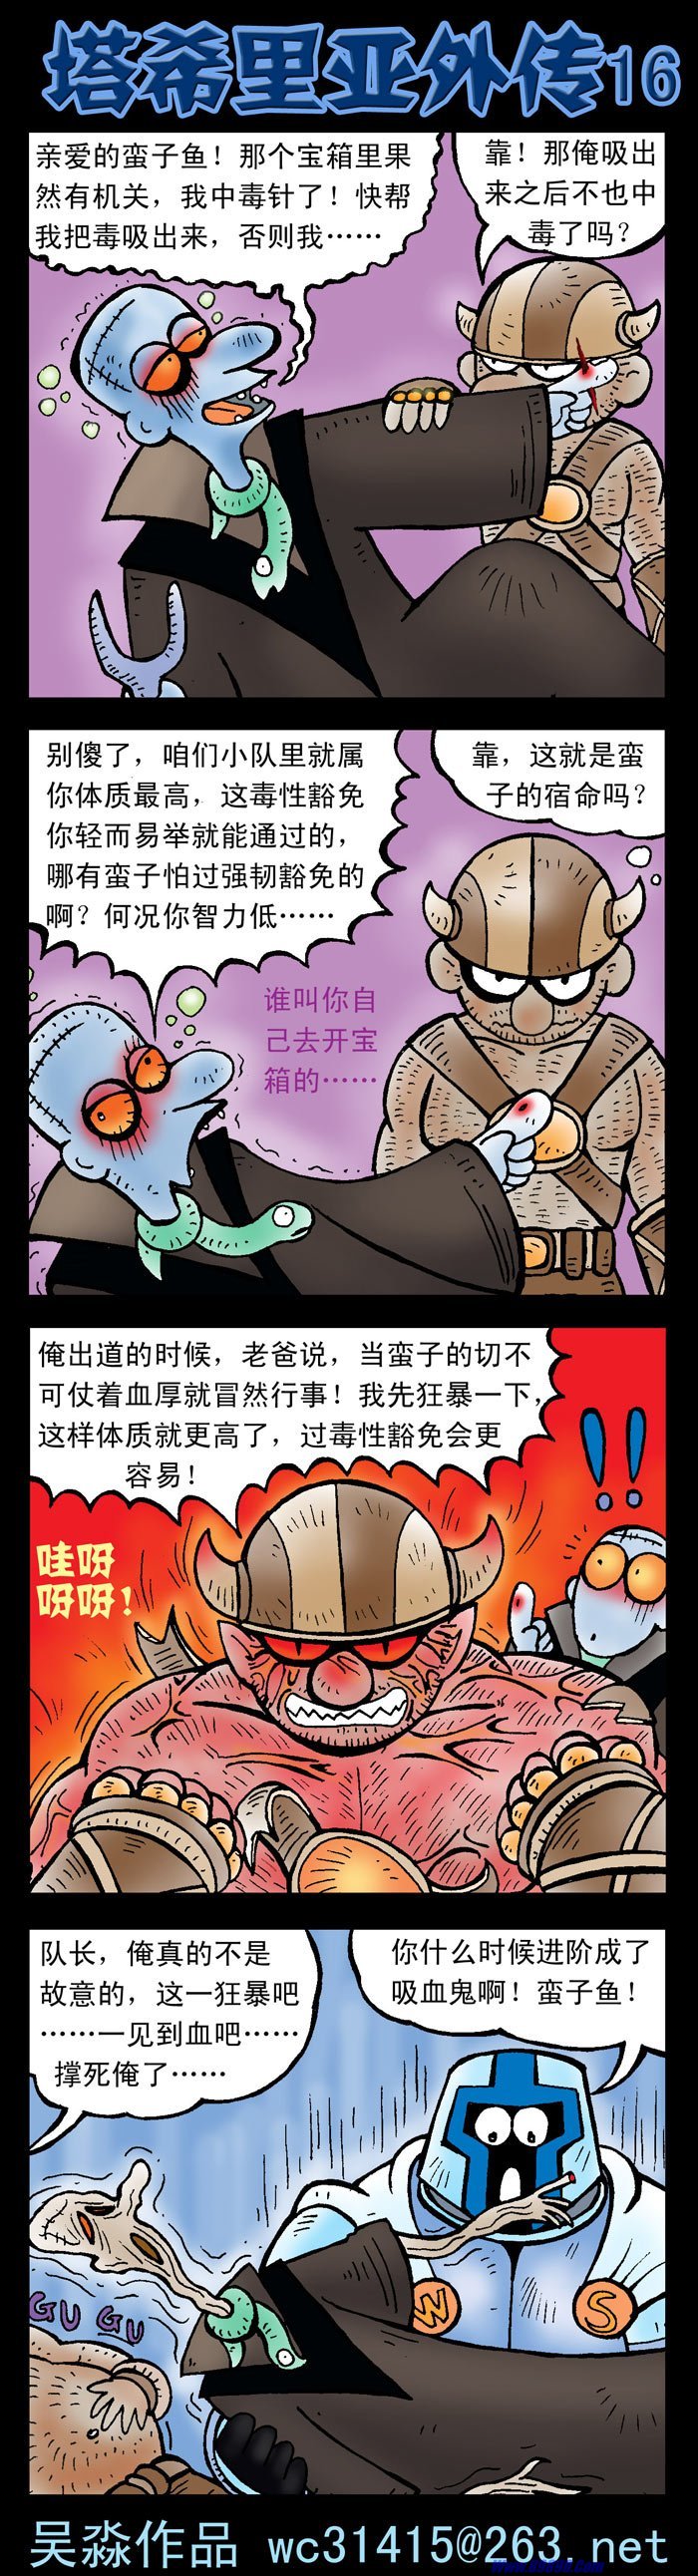 塔希里亚外传16
亲爱的蛮子鱼！那个宝箱里果
然有机关，我中毒针了！快帮
我把毒吸出来，否则我……
靠！那俺吸出
来之后不也中
毒了吗？
别傻了，咱们小队里就属
你体质最高，这毒性豁免
你轻而易举就能通过的，
哪有蛮子怕过强韧豁免的
啊？何况你智力低……
靠，这就是蛮
子的宿命吗？
谁叫你自
己去开宝
箱的……
俺出道的时候，老爸说，当蛮子的切不
可仗着血厚就冒然行事！我先狂暴一下，
这样体质就更高了，过毒性豁免会更
容易！
哇呀
呀呀！
！！
队长，俺真的不是
故意的，这一狂暴吧
……一见到血吧……
撑死俺了……
你什么时候进阶成了
吸血鬼啊！蛮子鱼！
GU GU
W S
吴淼作品 wc31415@263.net